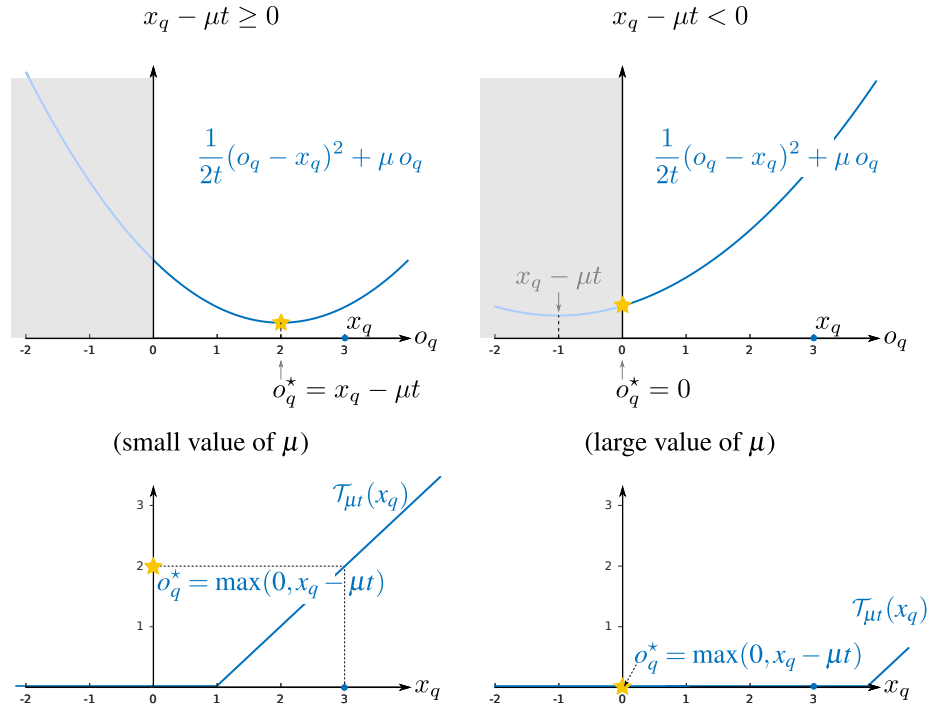 x_q − μt ≥ 0
1/2t (o_q − x_q)² + μ o_q
x_q
-2 -1 0 1 2 3 o_q
o_q^⋆ = x_q − μt
(small value of μ)
x_q − μt < 0
1/2t (o_q − x_q)² + μ o_q
x_q − μt
x_q
-2 -1 0 1 2 3 o_q
o_q^⋆ = 0
(large value of μ)
3
𝒯_μt(x_q)
2
o_q^⋆ = max(0, x_q − μt)
1
-2 -1 0 1 2 3 x_q
3
2
1
𝒯_μt(x_q)
o_q^⋆ = max(0, x_q − μt)
-2 -1 0 1 2 3 x_q